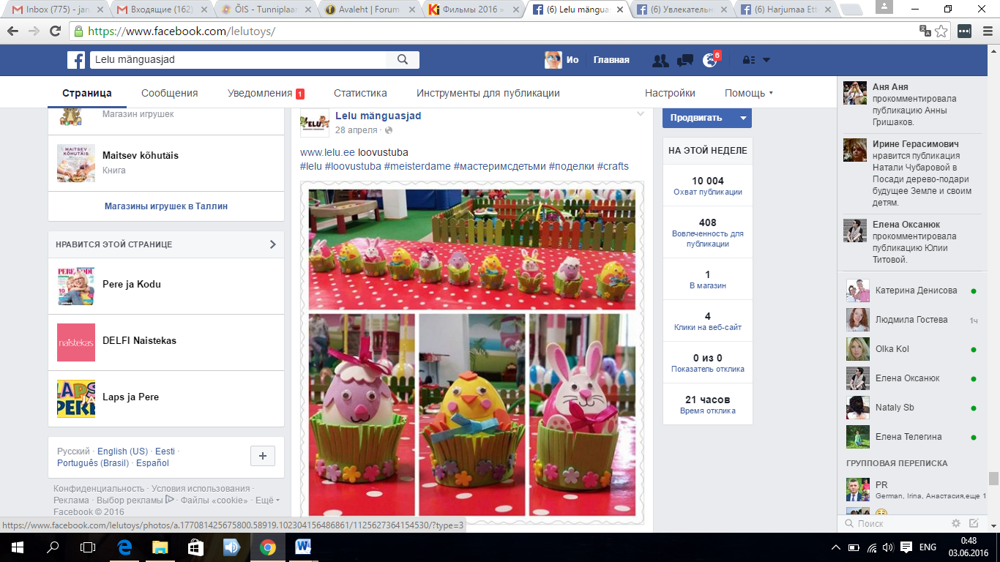 Inbox (775) - jan
Входящие (162)
ÕIS - Tunniplaan
Avaleht | Forum
Фильмы 2016 »
(6) Lelu mängua
(6) Увлекательн
(6) Harjumaa Ett
https://www.facebook.com/lelutoys/
Lelu mänguasjad
Ио
Главная
6
Страница
Сообщения
Уведомления 1
Статистика
Инструменты для публикации
Настройки
Помощь
Магазин игрушек
Maitsev kõhutäis
Книга
Магазины игрушек в Таллин
НРАВИТСЯ ЭТОЙ СТРАНИЦЕ
Pere ja Kodu
naistekas
DELFI Naistekas
LAPS
PERE
Laps ja Pere
Русский · English (US) · Eesti ·
Português (Brasil) · Español
Конфиденциальность · Условия использования ·
Реклама · Выбор рекламы · Файлы «cookie» · Ещё
Facebook © 2016
https://www.facebook.com/lelutoys/photos/a.177081425675800.58919.102304156486861/1125627364154530/?type=3
Lelu mänguasjad
28 апреля ·
www.lelu.ee loovustuba
#lelu #loovustuba #meisterdame #мастеримсдетьми #поделки #crafts
Продвигать
НА ЭТОЙ НЕДЕЛЕ
10 004
Охват публикации
408
Вовлеченность для
публикации
1
В магазин
4
Клики на веб-сайт
0 из 0
Показатель отклика
21 часов
Время отклика
Аня Аня
прокомментировала
публикацию Анны
Гришаков.
Ирине Герасимович
нравится публикация
Натали Чубаровой в
Посади дерево-подари
будущее Земле и своим
детям.
Елена Оксанюк
прокомментировала
публикацию Юлии
Титовой.
Катерина Денисова
Людмила Гостева 1ч
Olka Kol
Елена Оксанюк
Nataly Sb
Елена Телегина
ГРУППОВАЯ ПЕРЕПИСКА
PR
German, Irina, Анастасия,еще 1
Поиск
ENG
0:48
03.06.2016